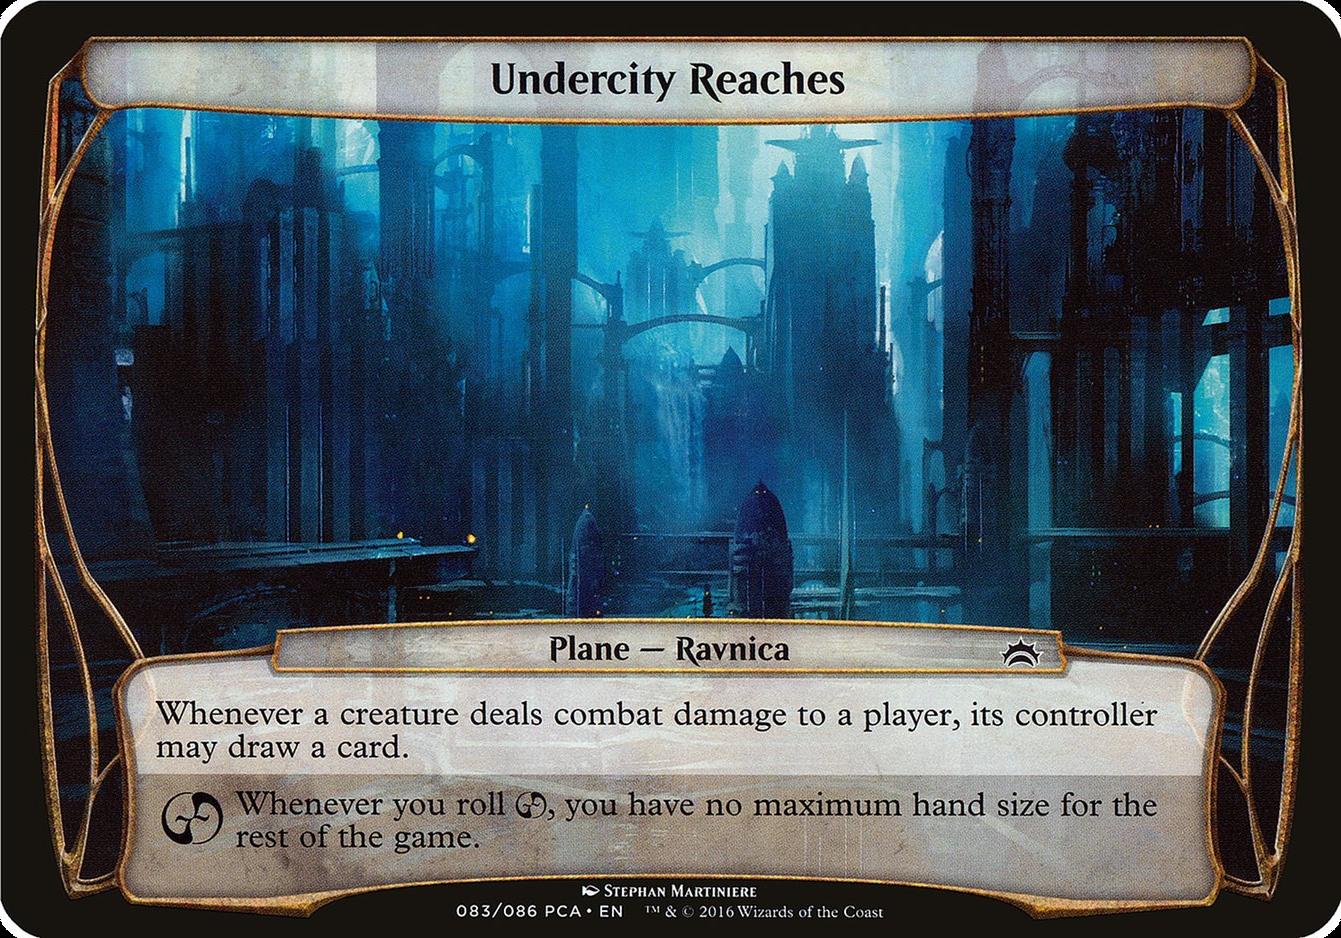 Undercity Reaches
Plane — Ravnica
Whenever a creature deals combat damage to a player, its controller
may draw a card.
Whenever you roll , you have no maximum hand size for the
rest of the game.
Stephan Martiniere
083/086 PCA • EN ™ & © 2016 Wizards of the Coast